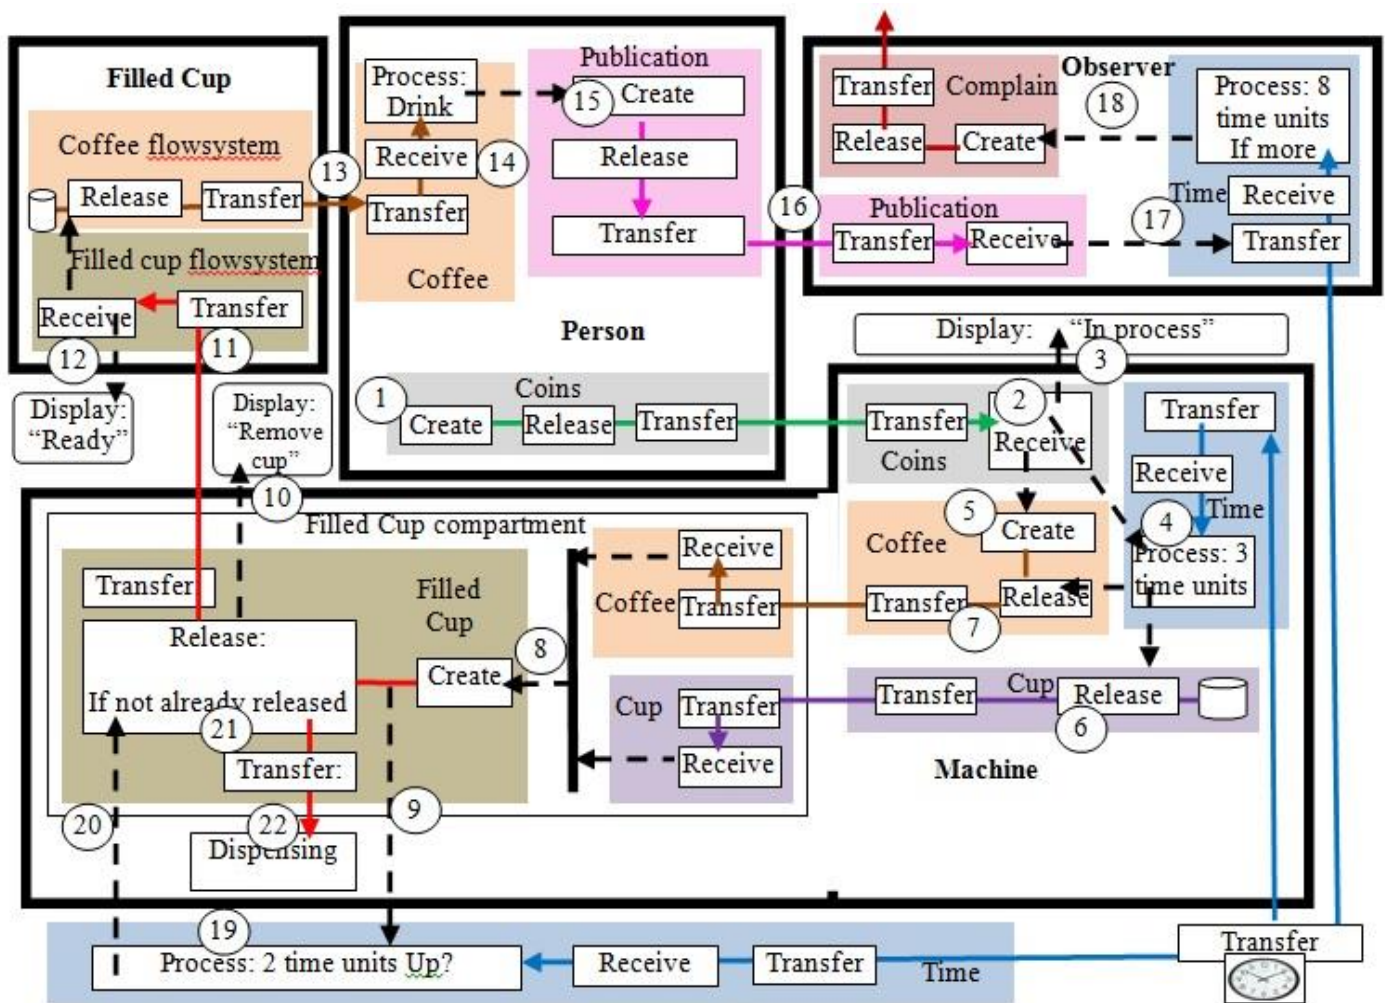 Filled Cup
Coffee flowsystem
Release
Transfer
13
Filled cup flowsystem
Receive
Transfer
12
11
Display:
"Ready"
Display:
"Remove
cup"
10
Process:
Drink
Receive
14
Transfer
Coffee
Publication
15
Create
Release
Transfer
16
Person
1
Coins
Create
Release
Transfer
Transfer
Complain
Release
Create
Observer
18
Process: 8
time units
If more
Time
Receive
Transfer
17
Publication
Transfer
Receive
Display: "In process"
3
Transfer
2
Receive
Coins
Transfer
Receive
Time
4
Process: 3
time units
5
Create
Coffee
Transfer
Release
7
Transfer
Cup
Release
6
Machine
Filled Cup compartment
Receive
Coffee
Transfer
Cup
Transfer
Receive
Filled
Cup
8
Create
Transfer
Release:
If not already released
21
Transfer:
20
22
9
Dispensing
19
Process: 2 time units Up?
Receive
Transfer
Time
Transfer